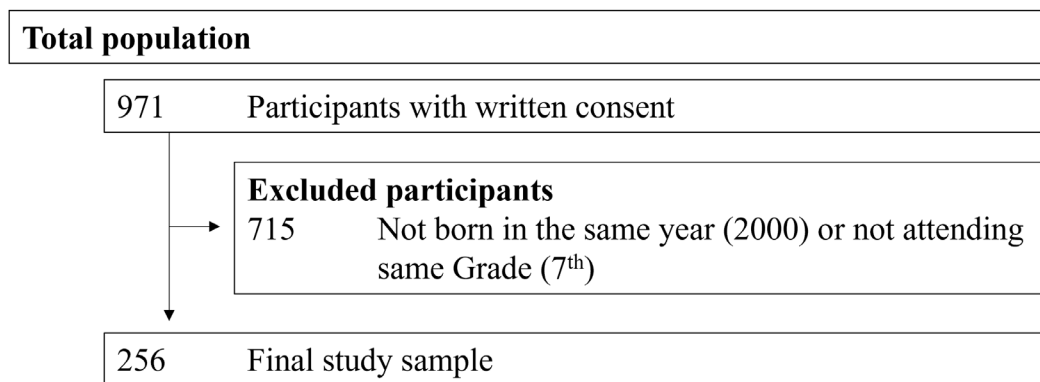 Total population
971 Participants with written consent
Excluded participants
715 Not born in the same year (2000) or not attending
same Grade (7th)
256 Final study sample